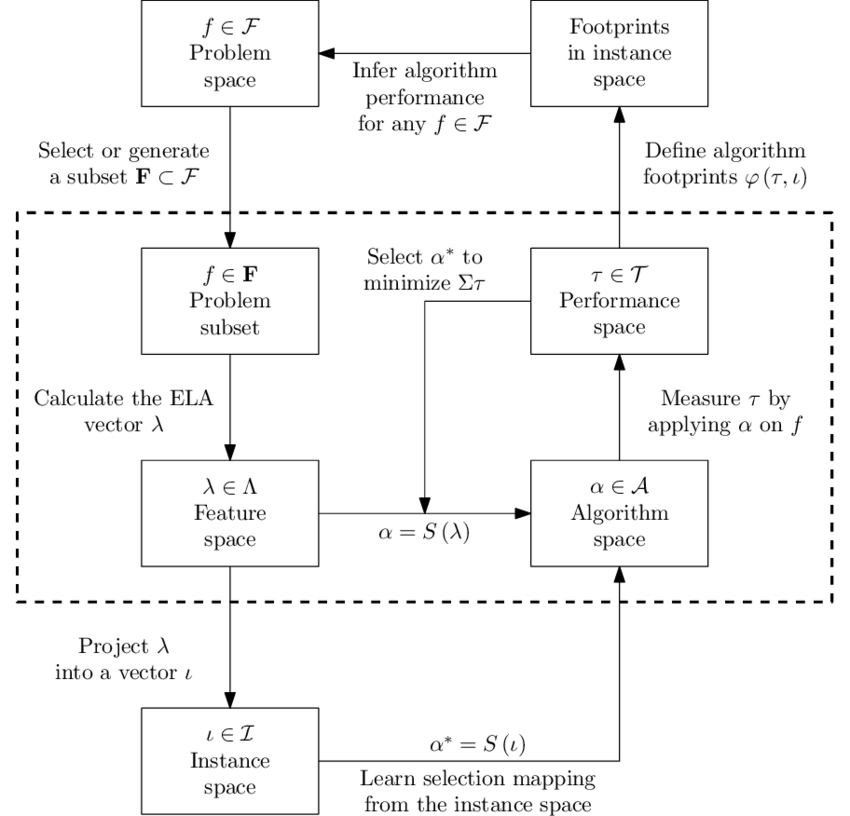 f ∈ ℱ
Problem
space
Footprints
in instance
space
Infer algorithm
performance
for any f ∈ ℱ
Select or generate
a subset 𝐅 ⊂ ℱ
Define algorithm
footprints φ (τ, ι)
f ∈ 𝐅
Problem
subset
Select α* to
minimize Στ
τ ∈ 𝒯
Performance
space
Calculate the ELA
vector λ
Measure τ by
applying α on f
λ ∈ Λ
Feature
space
α = S (λ)
α ∈ 𝒜
Algorithm
space
Project λ
into a vector ι
ι ∈ ℐ
Instance
space
α* = S (ι)
Learn selection mapping
from the instance space